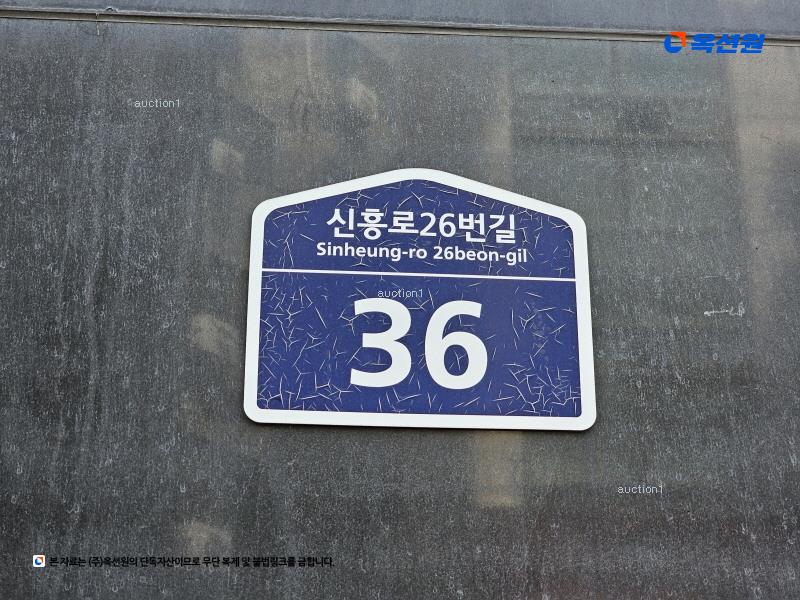 옥션원
auction1
신흥로26번길
Sinheung-ro 26beon-gil
auction1
36
auction1
본 자료는 (주)옥션원의 단독자산이므로 무단 복제 및 불법링크를 금합니다.